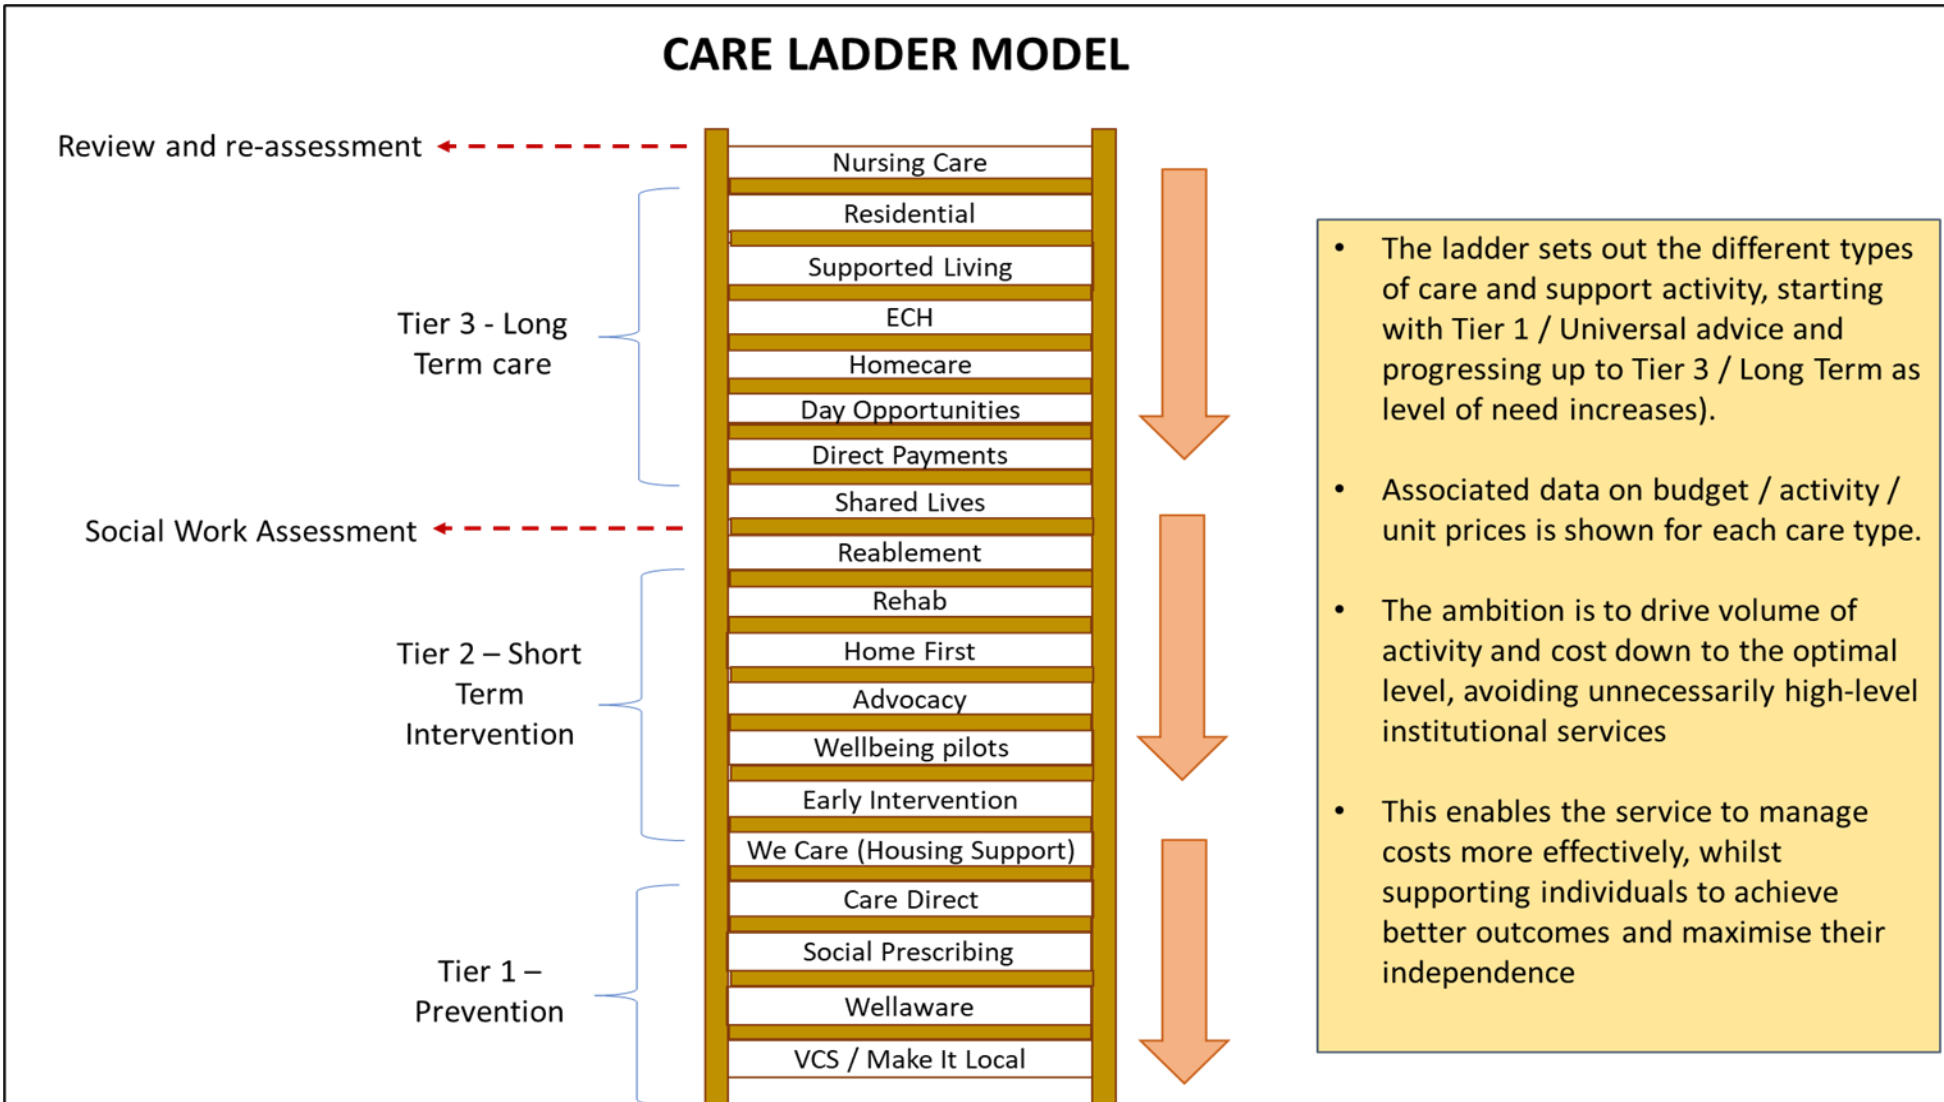 CARE LADDER MODEL
Review and re-assessment
Nursing Care
Residential
Supported Living
ECH
Tier 3 - Long
Term care
Homecare
Day Opportunities
Direct Payments
Shared Lives
Social Work Assessment
Reablement
Rehab
Home First
Tier 2 – Short
Term
Intervention
Advocacy
Wellbeing pilots
Early Intervention
We Care (Housing Support)
Care Direct
Social Prescribing
Tier 1 –
Prevention
Wellaware
VCS / Make It Local
• The ladder sets out the different types
of care and support activity, starting
with Tier 1 / Universal advice and
progressing up to Tier 3 / Long Term as
level of need increases).
• Associated data on budget / activity /
unit prices is shown for each care type.
• The ambition is to drive volume of
activity and cost down to the optimal
level, avoiding unnecessarily high-level
institutional services
• This enables the service to manage
costs more effectively, whilst
supporting individuals to achieve
better outcomes and maximise their
independence